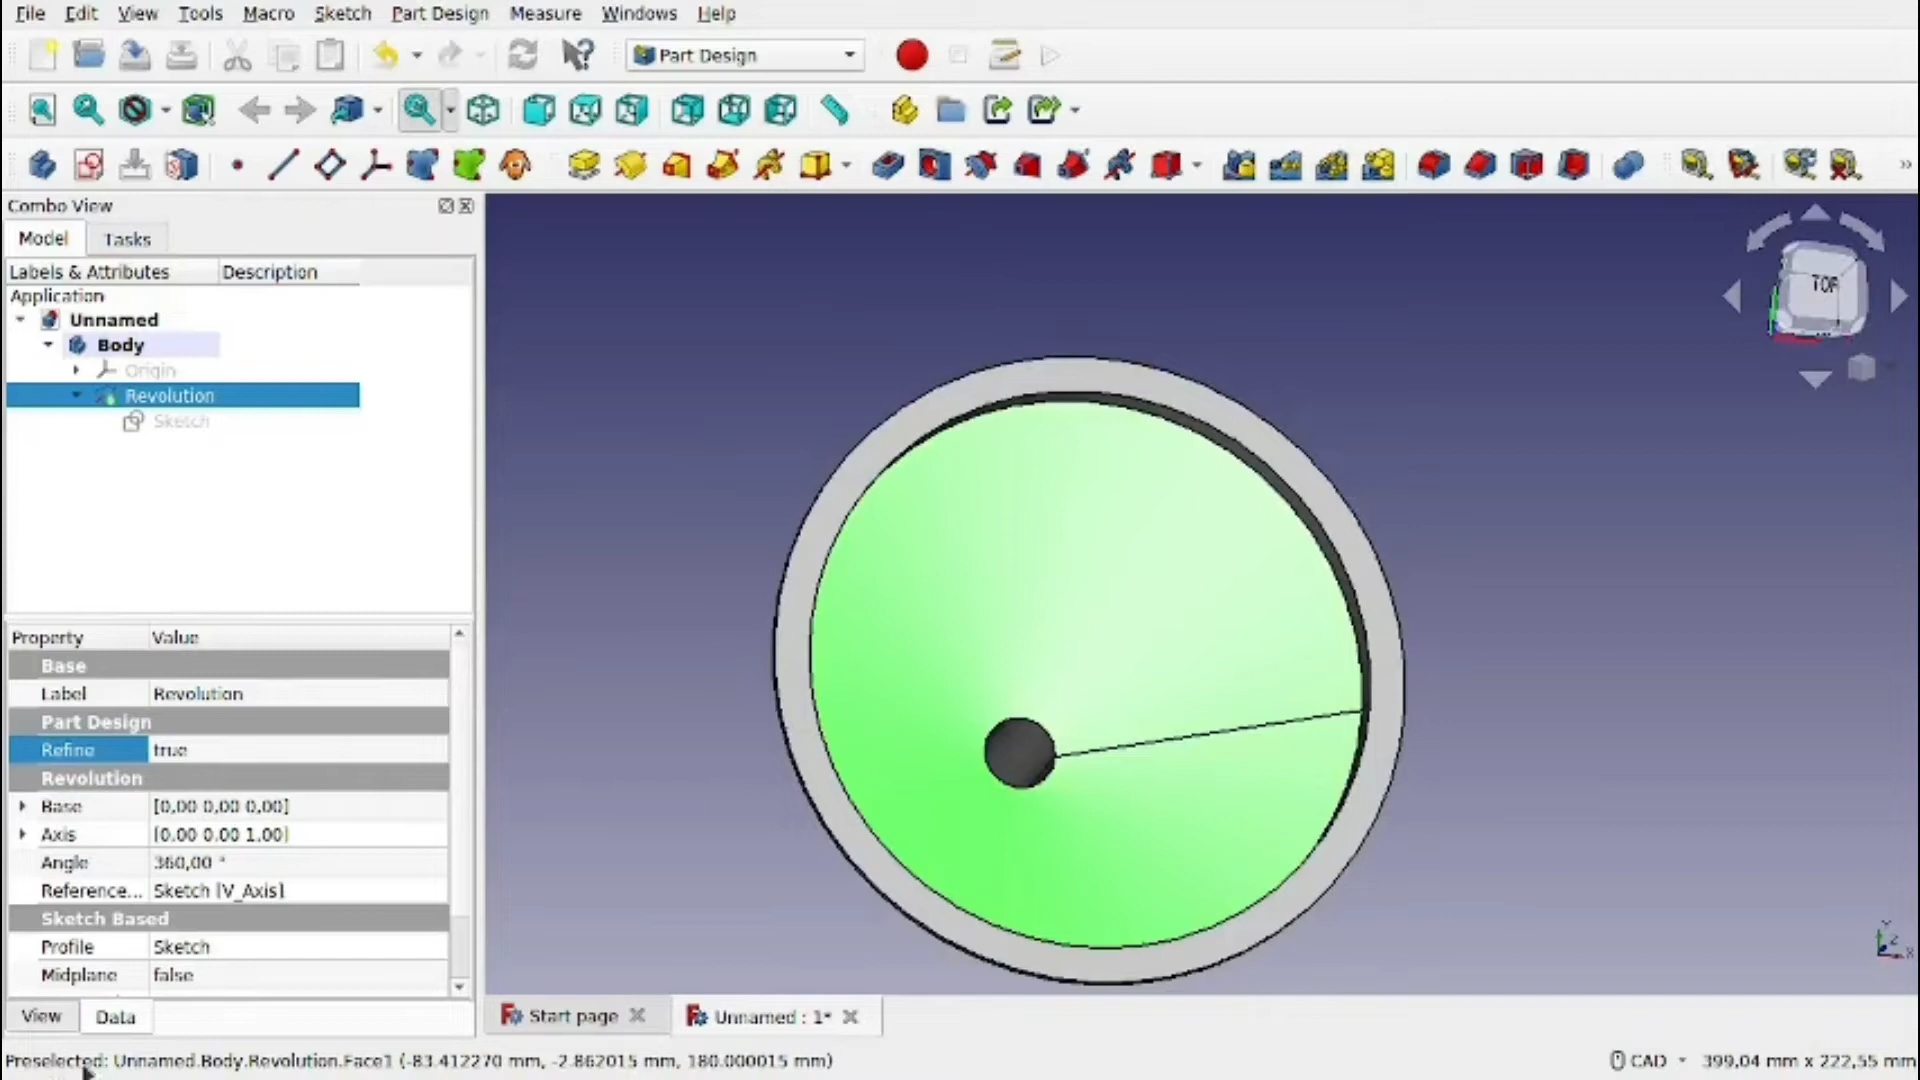 File Edit View Tools Macro Sketch Part Design Measure Windows Help
Part Design
Combo View
Model Tasks
Labels & Attributes Description
Application
Unnamed
Body
Origin
Revolution
Sketch
TOP
Property Value
Base
Label Revolution
Part Design
Refine true
Revolution
Base [0,00 0,00 0,00]
Axis [0.00 0.00 1.00]
Angle 360,00 °
Reference... Sketch [V_Axis]
Sketch Based
Profile Sketch
Midplane false
Y
Z
X
View Data
Start page Unnamed : 1*
Preselected: Unnamed.Body.Revolution.Face1 (-83.412270 mm, -2.862015 mm, 180.000015 mm)
CAD 399,04 mm x 222,55 mm